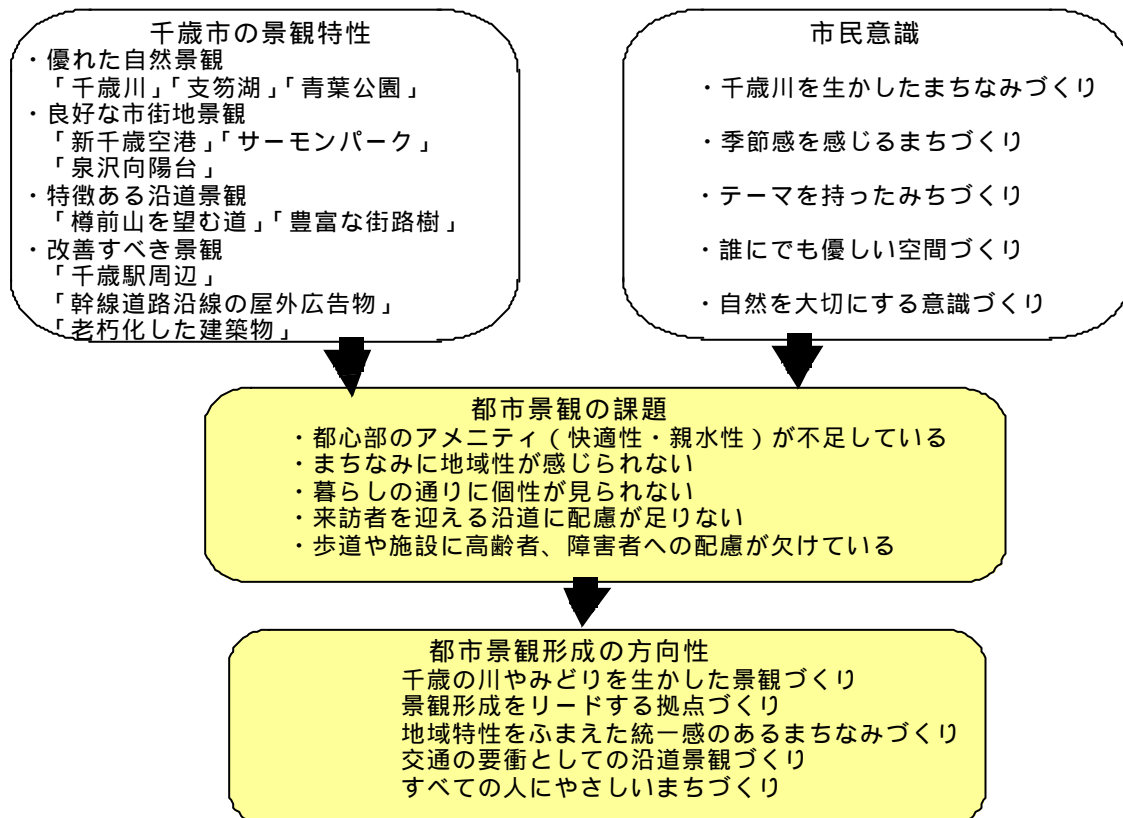 千歳市の景観特性
・優れた自然景観
「千歳川」「支笏湖」「青葉公園」
・良好な市街地景観
「新千歳空港」「サーモンパーク」
「泉沢向陽台」
・特徴ある沿道景観
「樽前山を望む道」「豊富な街路樹」
・改善すべき景観
「千歳駅周辺」
「幹線道路沿線の屋外広告物」
「老朽化した建築物」
市民意識
・千歳川を生かしたまちなみづくり
・季節感を感じるまちづくり
・テーマを持ったみちづくり
・誰にでも優しい空間づくり
・自然を大切にする意識づくり
都市景観の課題
・都心部のアメニティ（快適性・親水性）が不足している
・まちなみに地域性が感じられない
・暮らしの通りに個性が見られない
・来訪者を迎える沿道に配慮が足りない
・歩道や施設に高齢者、障害者への配慮が欠けている
都市景観形成の方向性
千歳の川やみどりを生かした景観づくり
景観形成をリードする拠点づくり
地域特性をふまえた統一感のあるまちなみづくり
交通の要衝としての沿道景観づくり
すべての人にやさしいまちづくり